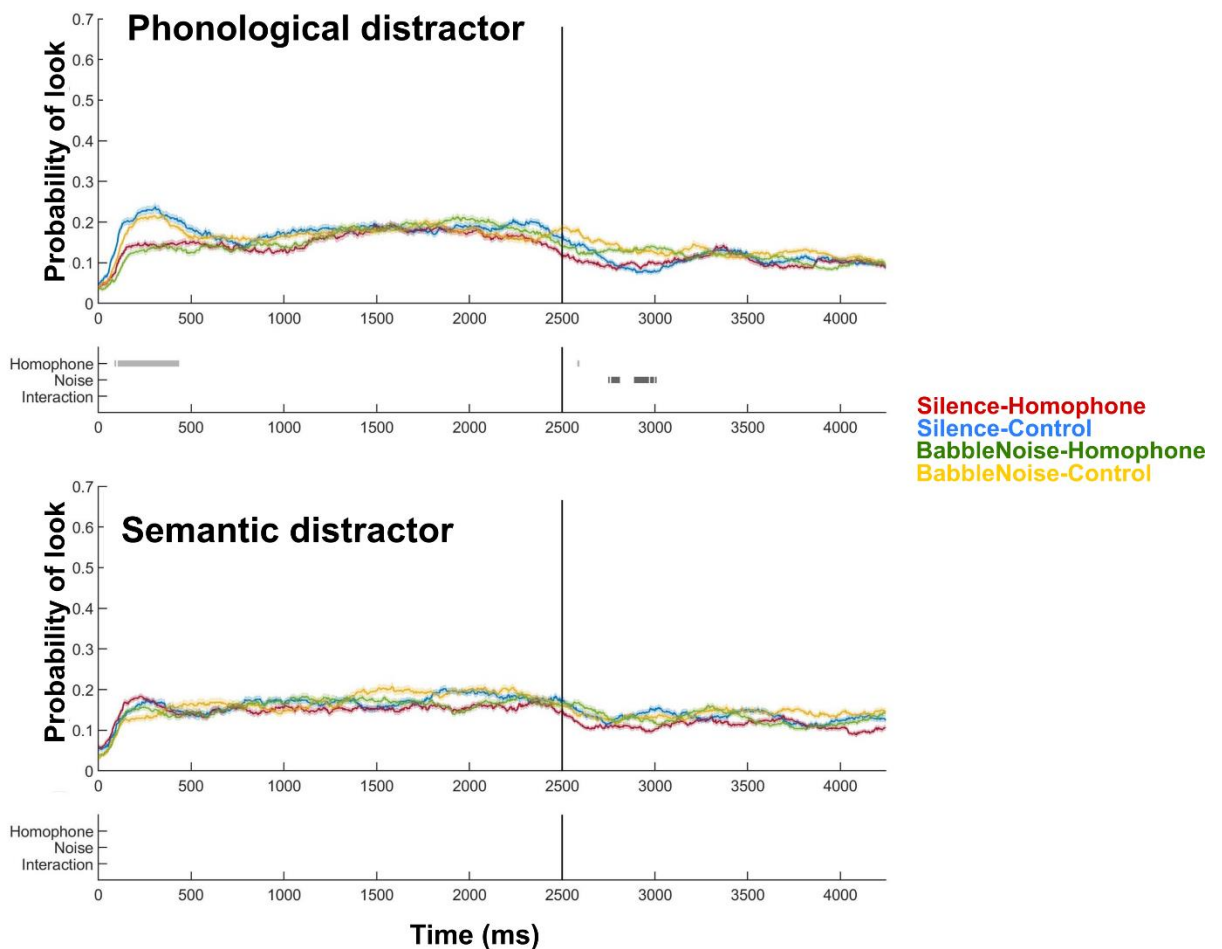 Phonological distractor
Probability of look
0.7
0.6
0.5
0.4
0.3
0.2
0.1
0
0 500 1000 1500 2000 2500 3000 3500 4000
Homophone
Noise
Interaction
0 500 1000 1500 2000 2500 3000 3500 4000
Silence-Homophone
Silence-Control
BabbleNoise-Homophone
BabbleNoise-Control
Semantic distractor
Probability of look
0.7
0.6
0.5
0.4
0.3
0.2
0.1
0
0 500 1000 1500 2000 2500 3000 3500 4000
Homophone
Noise
Interaction
0 500 1000 1500 2000 2500 3000 3500 4000
Time (ms)